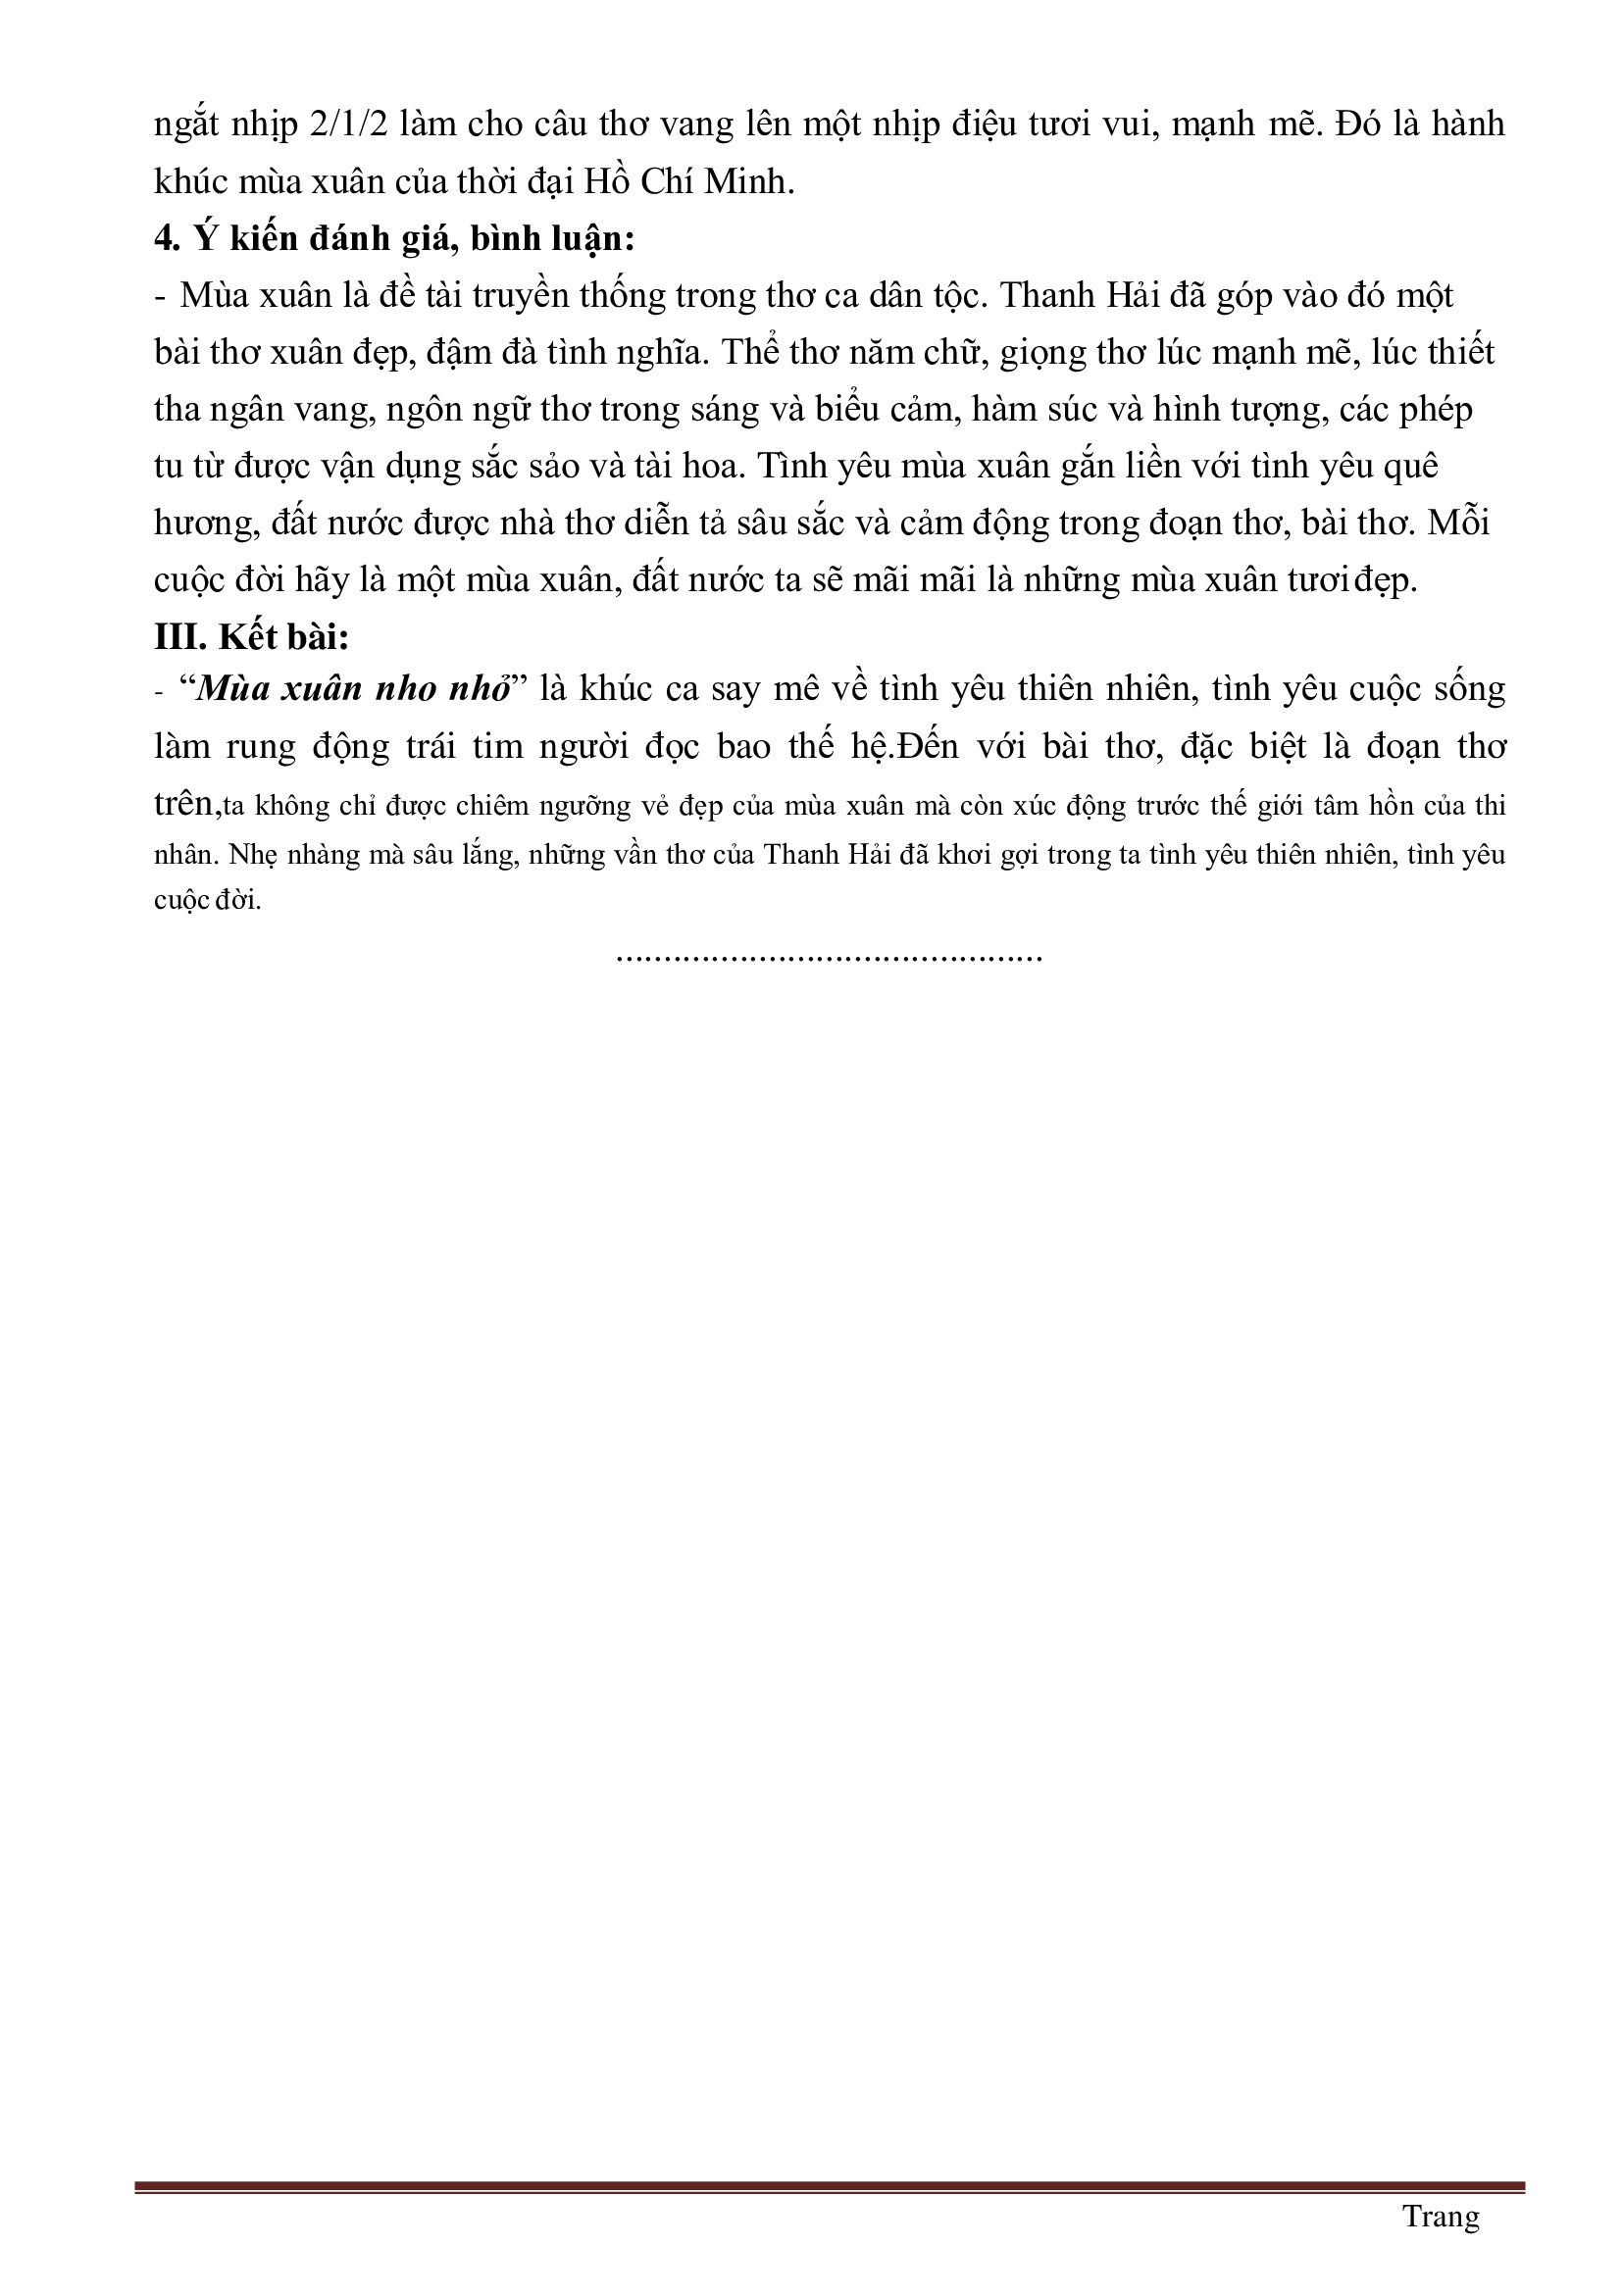 ngắt nhịp 2/1/2 làm cho câu thơ vang lên một nhịp điệu tươi vui, mạnh mẽ. Đó là hành
khúc mùa xuân của thời đại Hồ Chí Minh.
4. Ý kiến đánh giá, bình luận:
- Mùa xuân là đề tài truyền thống trong thơ ca dân tộc. Thanh Hải đã góp vào đó một
bài thơ xuân đẹp, đậm đà tình nghĩa. Thể thơ năm chữ, giọng thơ lúc mạnh mẽ, lúc thiết
tha ngân vang, ngôn ngữ thơ trong sáng và biểu cảm, hàm súc và hình tượng, các phép
tu từ được vận dụng sắc sảo và tài hoa. Tình yêu mùa xuân gắn liền với tình yêu quê
hương, đất nước được nhà thơ diễn tả sâu sắc và cảm động trong đoạn thơ, bài thơ. Mỗi
cuộc đời hãy là một mùa xuân, đất nước ta sẽ mãi mãi là những mùa xuân tươi đẹp.
III. Kết bài:
- “Mùa xuân nho nhỏ” là khúc ca say mê về tình yêu thiên nhiên, tình yêu cuộc sống
làm rung động trái tim người đọc bao thế hệ.Đến với bài thơ, đặc biệt là đoạn thơ
trên,ta không chỉ được chiêm ngưỡng vẻ đẹp của mùa xuân mà còn xúc động trước thế giới tâm hồn của thi
nhân. Nhẹ nhàng mà sâu lắng, những vần thơ của Thanh Hải đã khơi gợi trong ta tình yêu thiên nhiên, tình yêu
cuộc đời.
.............................................
Trang